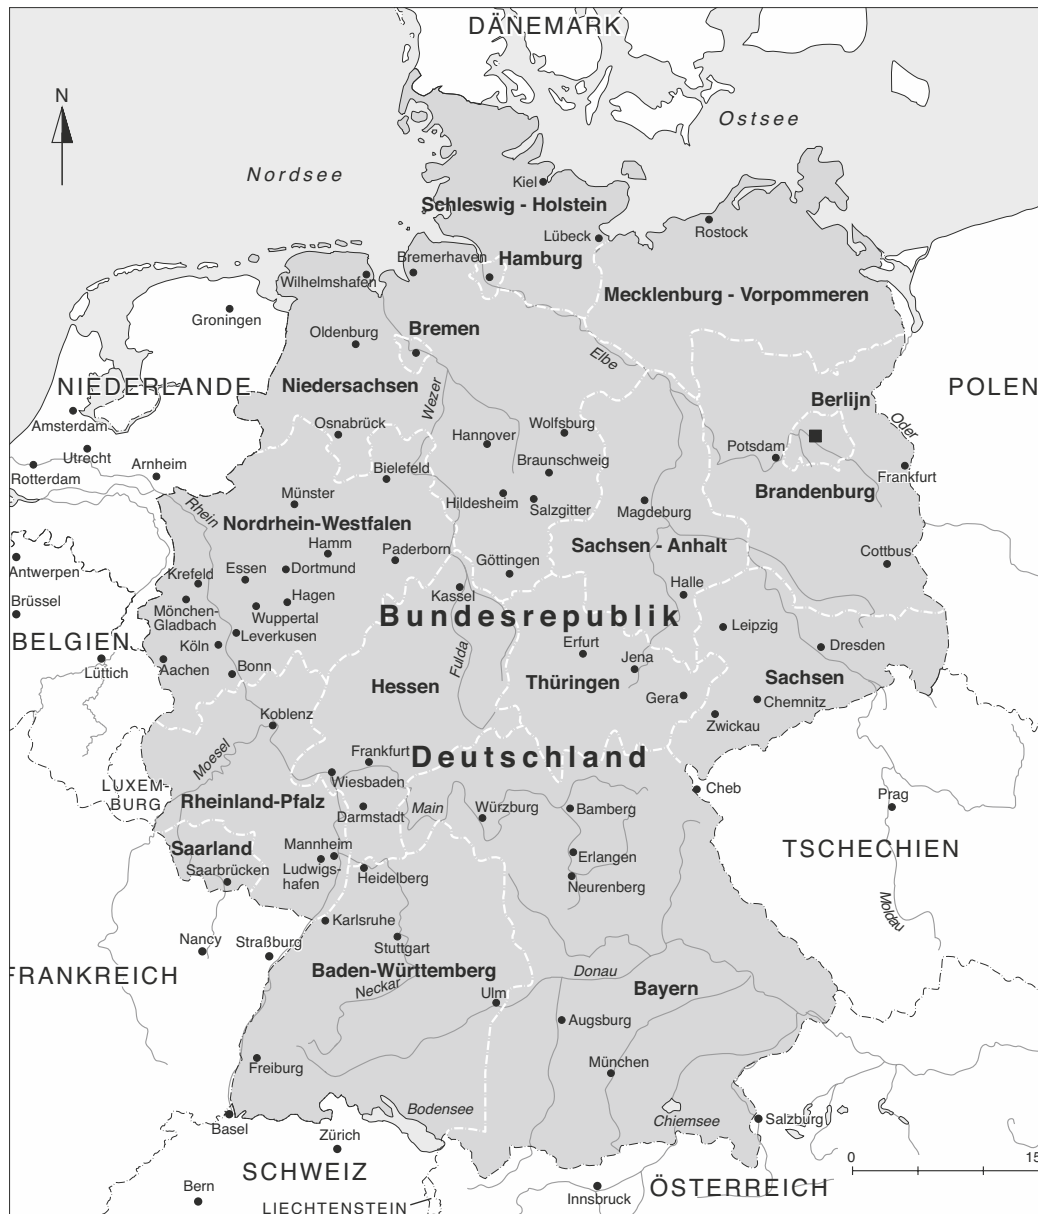 DÄNEMARK
N
Ostsee
Nordsee
Kiel
Schleswig - Holstein
Rostock
Lübeck
Bremerhaven
Hamburg
Wilhelmshafen
Mecklenburg - Vorpommeren
Groningen
Oldenburg
Bremen
Elbe
NIEDERLANDE
Niedersachsen
Wezer
POLEN
Berlijn
Oder
Amsterdam
Osnabrück
Wolfsburg
Hannover
Utrecht
Arnheim
Rotterdam
Bielefeld
Braunschweig
Potsdam
Frankfurt
Münster
Hildesheim
Salzgitter
Magdeburg
Brandenburg
Rhein
Nordrhein-Westfalen
Sachsen - Anhalt
Hamm
Paderborn
Göttingen
Cottbus
Antwerpen
Krefeld
Essen
Dortmund
Kassel
Halle
Brüssel
Mönchen-
Gladbach
Hagen
Wuppertal
Bundesrepublik
Leipzig
BELGIEN
Köln
Leverkusen
Erfurt
Dresden
Lüttich
Aachen
Bonn
Fulda
Jena
Hessen
Thüringen
Sachsen
Gera
Chemnitz
Koblenz
Zwickau
Moesel
Frankfurt
Deutschland
LUXEM-
BURG
Wiesbaden
Cheb
Prag
Rheinland-Pfalz
Darmstadt
Main
Würzburg
Bamberg
Saarland
Mannheim
TSCHECHIEN
Saarbrücken
Ludwigs-
hafen
Heidelberg
Erlangen
Neurenberg
Moldau
Karlsruhe
Nancy
Straßburg
Stuttgart
FRANKREICH
Baden-Württemberg
Donau
Neckar
Ulm
Bayern
Augsburg
Freiburg
München
Bodensee
Chiemsee
Basel
Salzburg
Zürich
SCHWEIZ
0
15
Bern
Innsbruck
ÖSTERREICH
LIECHTENSTEIN